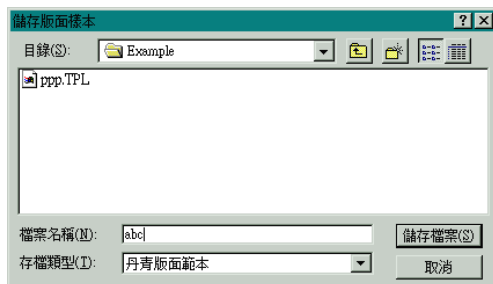 儲存版面樣本
目錄(S): Example
ppp.TPL
檔案名稱(N): abc 儲存檔案(S)
存檔類型(T): 丹青版面範本 取消